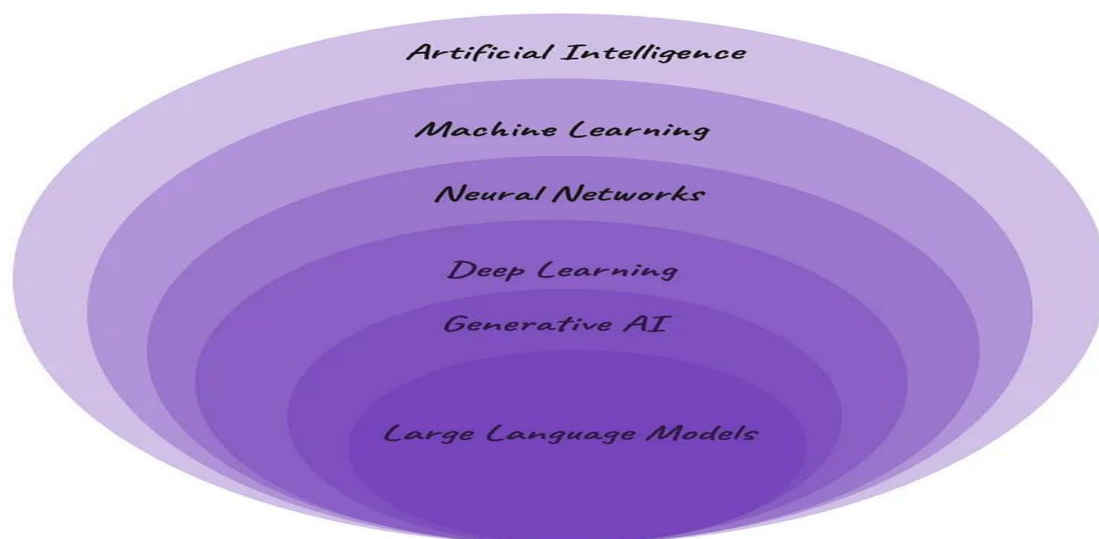 Artificial Intelligence
Machine Learning
Neural Networks
Deep Learning
Generative AI
Large Language Models